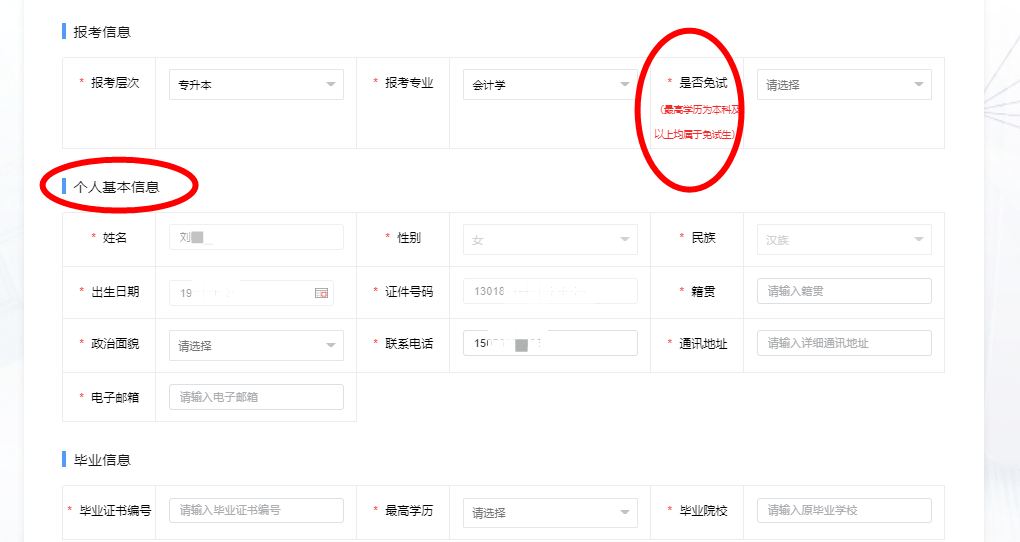 报考信息
* 报考层次 专升本 * 报考专业 会计学 * 是否免试 请选择
（最高学历为本科及
以上均属于免试生）
个人基本信息
* 姓名 刘 * 性别 女 * 民族 汉族
* 出生日期 19 * 证件号码 13018 * 籍贯 请输入籍贯
* 政治面貌 请选择 * 联系电话 150 * 通讯地址 请输入详细通讯地址
* 电子邮箱 请输入电子邮箱
毕业信息
* 毕业证书编号 请输入毕业证书编号 * 最高学历 请选择 * 毕业院校 请输入原毕业学校